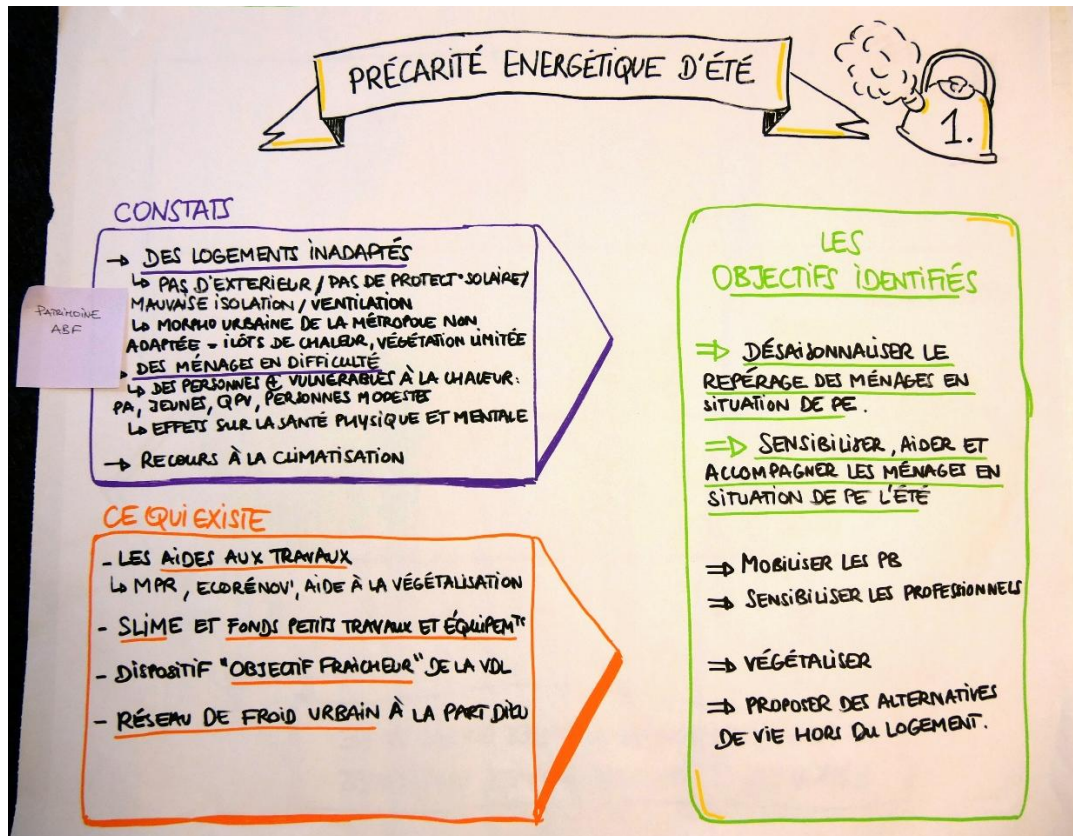 PRÉCARITÉ ENERGÉTIQUE D'ÉTÉ
1.
CONSTATS
→ DES LOGEMENTS INADAPTÉS
↳ PAS D'EXTERIEUR / PAS DE PROTECT° SOLAIRE /
MAUVAISE ISOLATION / VENTILATION
↳ MORPHO URBAINE DE LA MÉTROPOLE NON
ADAPTÉE - ILÔTS DE CHALEUR, VÉGÉTATION LIMITÉE
→ DES MÉNAGES EN DIFFICULTÉ
↳ DES PERSONNES ⊕ VULNÉRABLES À LA CHALEUR :
PA, JEUNES, QPV, PERSONNES MODESTES
↳ EFFETS SUR LA SANTÉ PHYSIQUE ET MENTALE
→ RECOURS À LA CLIMATISATION
PATRIMOINE
ABF
CE QUI EXISTE
- LES AIDES AUX TRAVAUX
↳ MPR, ECORÉNOV', AIDE À LA VÉGÉTALISATION
- SLIME ET FONDS PETITS TRAVAUX ET ÉQUIPEMTS
- DISPOSITIF "OBJECTIF FRAICHEUR" DE LA VDL
- RÉSEAU DE FROID URBAIN À LA PART DIEU
LES
OBJECTIFS IDENTIFIÉS
⇒ DÉSAISONNALISER LE
REPÉRAGE DES MÉNAGES EN
SITUATION DE PE.
⇒ SENSIBILISER, AIDER ET
ACCOMPAGNER LES MÉNAGES EN
SITUATION DE PE L'ÉTÉ
⇒ MOBILISER LES PB
⇒ SENSIBILISER LES PROFESSIONNELS
⇒ VÉGÉTALISER
⇒ PROPOSER DES ALTERNATIVES
DE VIE HORS DU LOGEMENT.